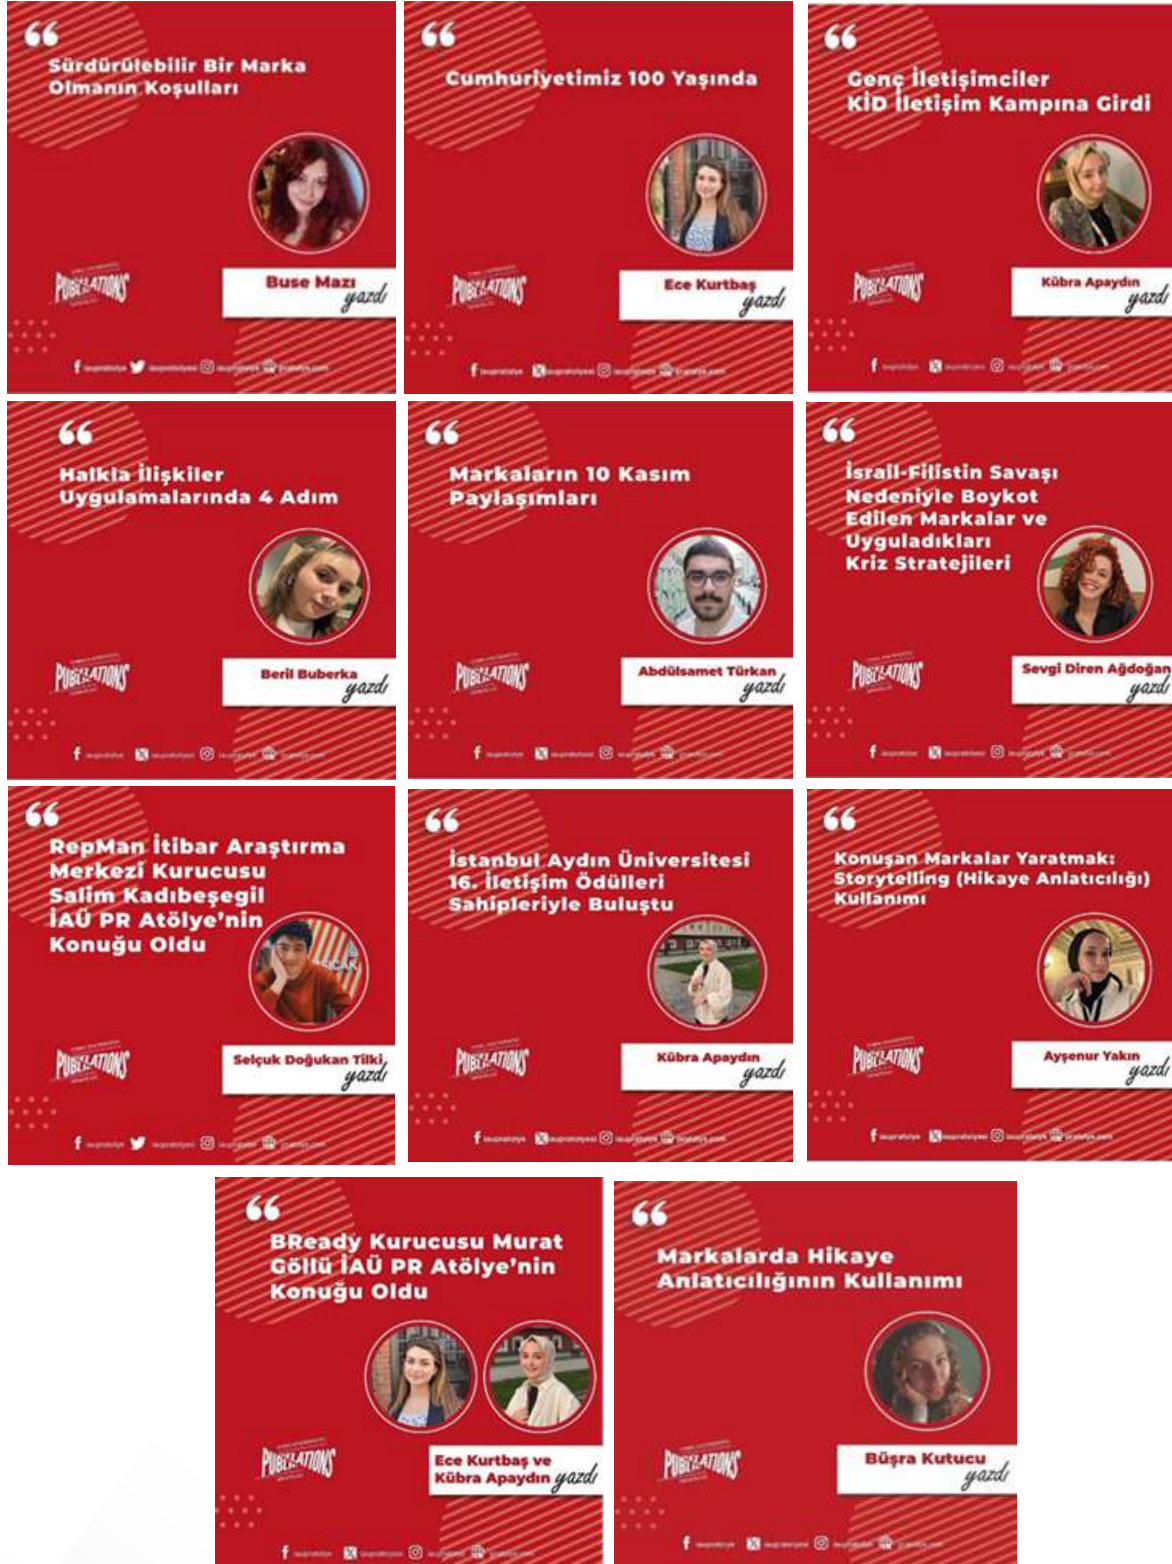 Sürdürülebilir Bir Marka
Olmanın Koşulları
Buse Mazı
yazdı
Cumhuriyetimiz 100 Yaşında
Ece Kurtbaş
yazdı
Genç İletişimciler
KİD İletişim Kampına Girdi
Kübra Apaydın
yazdı
Halkla İlişkiler
Uygulamalarında 4 Adım
Beril Buberka
yazdı
Markaların 10 Kasım
Paylaşımları
Abdülsamet Türkan
yazdı
İsrail-Filistin Savaşı
Nedeniyle Boykot
Edilen Markalar ve
Uyguladıkları
Kriz Stratejileri
Sevgi Diren Ağdoğan
yazdı
RepMan İtibar Araştırma
Merkezi Kurucusu
Salim Kadıbeşegil
İAÜ PR Atölye’nin
Konuğu Oldu
Selçuk Doğukan Tilki
yazdı
İstanbul Aydın Üniversitesi
16. İletişim Ödülleri
Sahipleriyle Buluştu
Kübra Apaydın
yazdı
Konuşan Markalar Yaratmak:
Storytelling (Hikaye Anlatıcılığı)
Kullanımı
Ayşenur Yakın
yazdı
BReady Kurucusu Murat
Göllü İAÜ PR Atölye’nin
Konuğu Oldu
Ece Kurtbaş ve
Kübra Apaydın yazdı
Markalarda Hikaye
Anlatıcılığının Kullanımı
Büşra Kutucu
yazdı